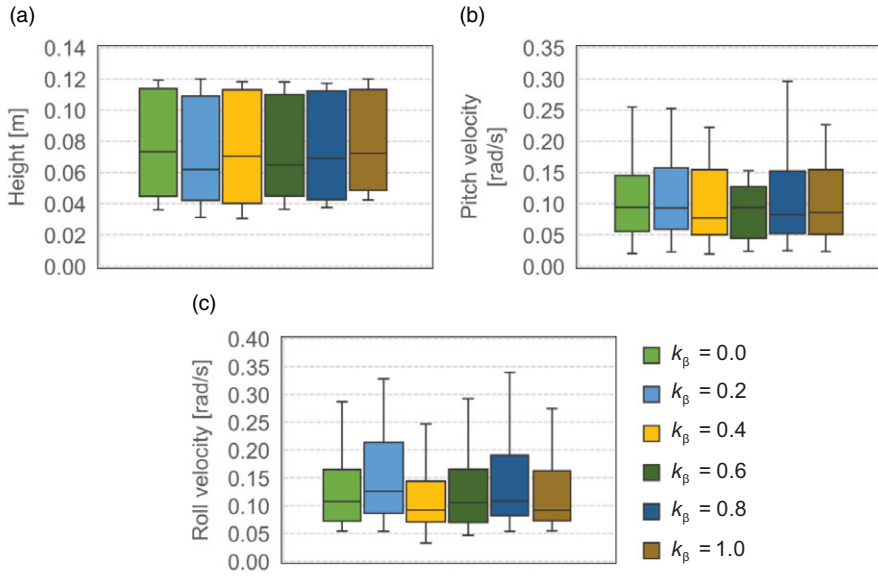 (a)
0.14
0.12
0.10
0.08
0.06
0.04
0.02
0.00
Height [m]
(b)
0.35
0.30
0.25
0.20
0.15
0.10
0.05
0.00
Pitch velocity
[rad/s]
(c)
0.40
0.35
0.30
0.25
0.20
0.15
0.10
0.05
0.00
Roll velocity [rad/s]
kβ = 0.0
kβ = 0.2
kβ = 0.4
kβ = 0.6
kβ = 0.8
kβ = 1.0